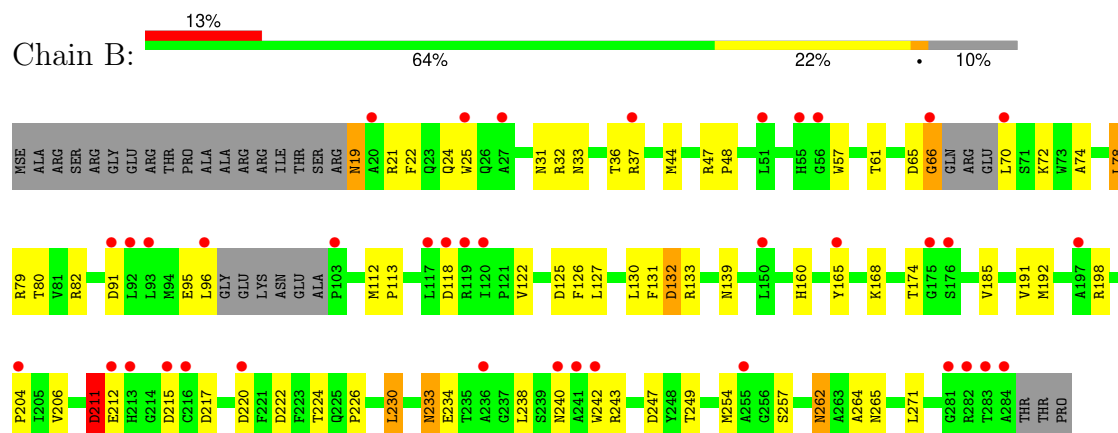 13%
Chain B:
64% 22% • 10%
MSE ALA ARG SER ARG GLY GLU ARG THR PRO ALA ALA ARG ARG ILE THR SER ARG N19 A20 R21 F22 Q23 Q24 W25 Q26 A27 N31 R32 N33 T36 R37 M44 R47 P48 L51 H55 G56 W57 T61 D65 G66 GLN ARG GLU L70 S71 K72 W73 A74 L78
R79 T80 V81 R82 D91 L92 L93 M94 E95 L96 GLY GLU LYS ASN GLU ALA P103 M112 P113 L117 D118 R119 I120 P121 V122 D125 F126 L127 L130 F131 D132 R133 N139 L150 H160 Y165 K168 T174 G175 S176 V185 V191 M192 A197 R198
P204 I205 V206 D211 E212 H213 G214 D215 C216 D217 D220 F221 D222 F223 T224 Q225 P226 L230 N233 E234 T235 A236 G237 L238 S239 N240 A241 W242 R243 D247 Y248 T249 M254 A255 G256 S257 N262 A263 A264 N265 L271 G281 R282 T283 A284 THR THR PRO